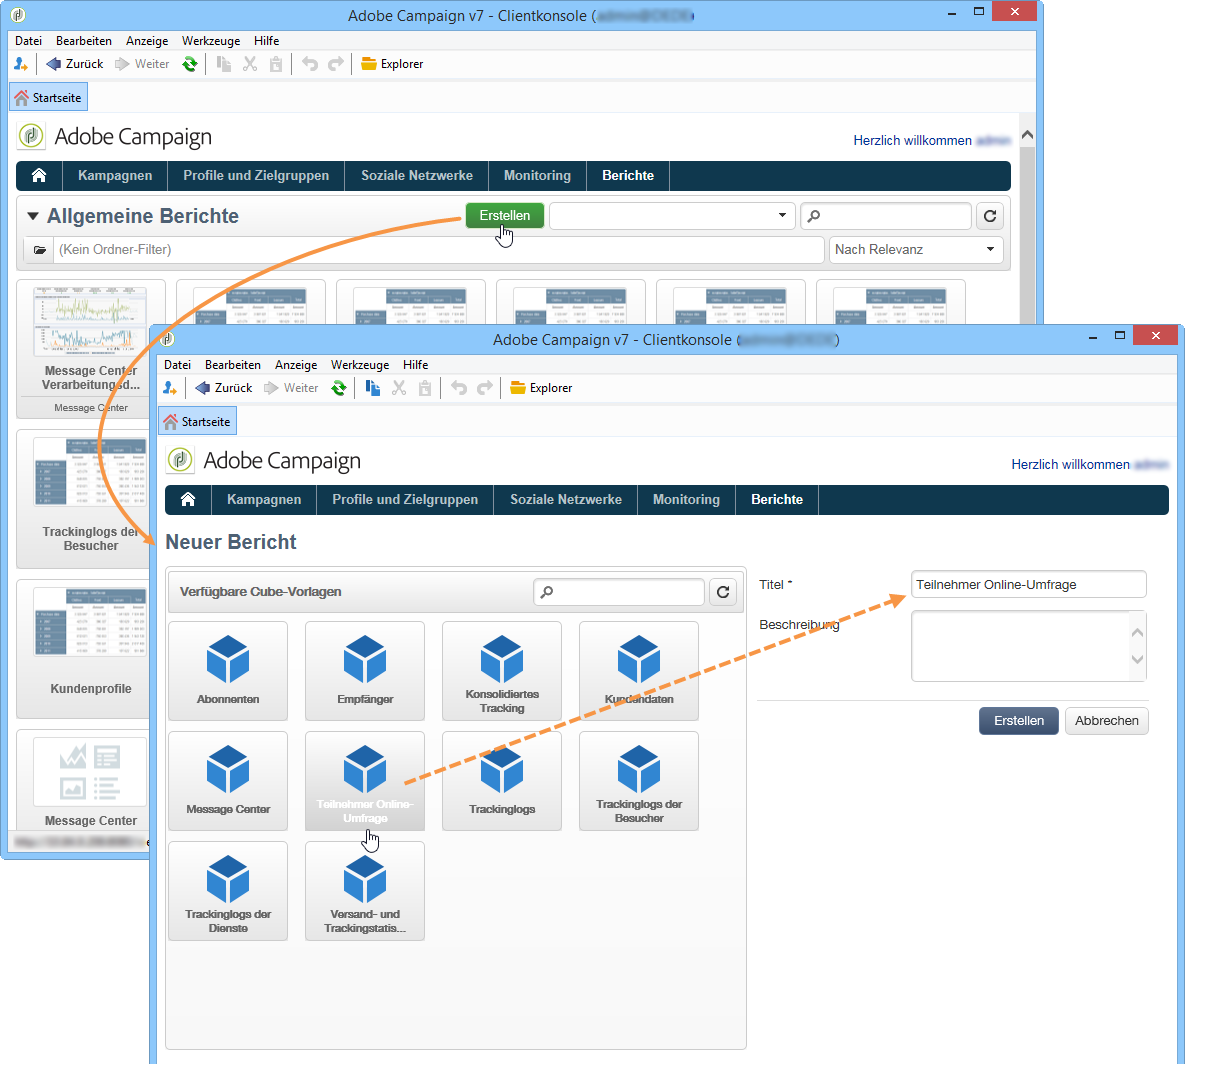 Adobe Campaign v7 - Clientkonsole (
Datei Bearbeiten Anzeige Werkzeuge Hilfe
Zurück Weiter Explorer
Startseite
Adobe Campaign
Herzlich willkommen
Kampagnen Profile und Zielgruppen Soziale Netzwerke Monitoring Berichte
Allgemeine Berichte Erstellen
(Kein Ordner-Filter) Nach Relevanz
Message Center
Verarbeitungsd...
Message Center
Trackinglogs der
Besucher
Kundenprofile
Message Center
Adobe Campaign v7 - Clientkonsole ( )
Datei Bearbeiten Anzeige Werkzeuge Hilfe
Zurück Weiter Explorer
Startseite
Adobe Campaign
Herzlich willkommen
Kampagnen Profile und Zielgruppen Soziale Netzwerke Monitoring Berichte
Neuer Bericht
Verfügbare Cube-Vorlagen
Abonnenten
Empfänger
Konsolidiertes
Tracking
Kundendaten
Message Center
Teilnehmer Online-
Umfrage
Trackinglogs
Trackinglogs der
Besucher
Trackinglogs der
Dienste
Versand- und
Trackingstatis...
Titel * Teilnehmer Online-Umfrage
Beschreibung
Erstellen Abbrechen